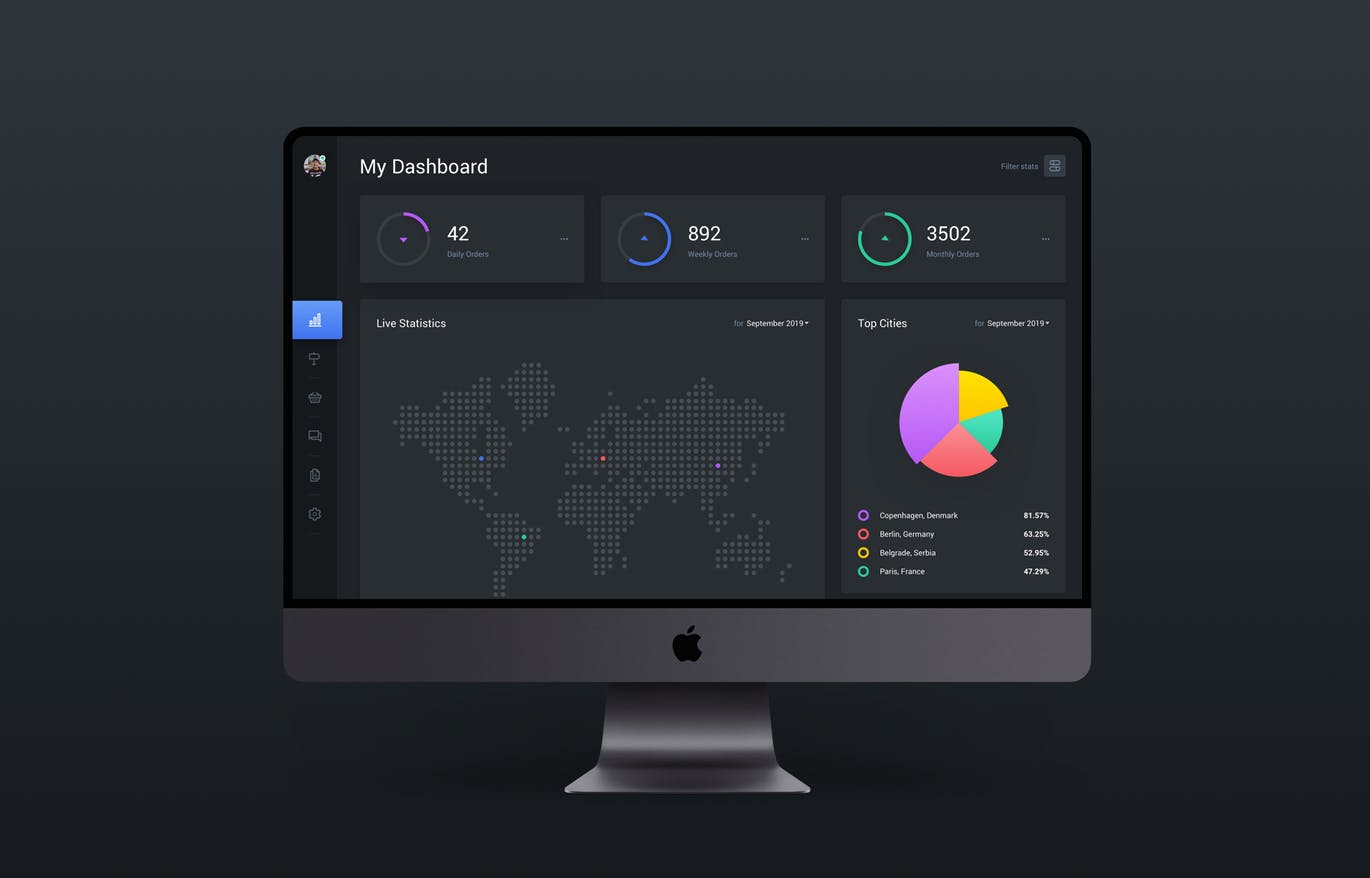 My Dashboard
Filter stats
42
Daily Orders
892
Weekly Orders
3502
Monthly Orders
Live Statistics
for September 2019
Top Cities
for September 2019
Copenhagen, Denmark 81.57%
Berlin, Germany 63.25%
Belgrade, Serbia 52.95%
Paris, France 47.29%